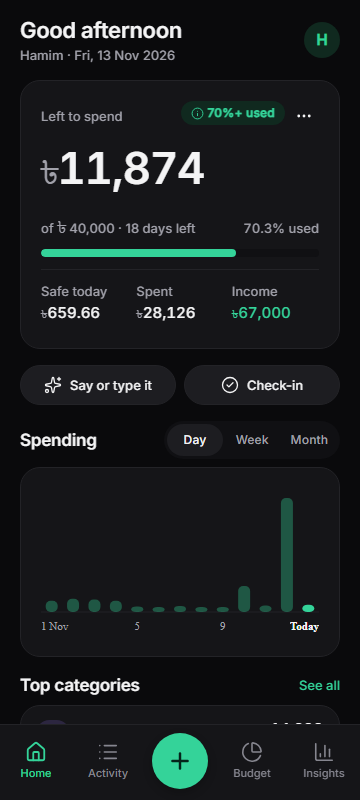 Good afternoon
Hamim · Fri, 13 Nov 2026
H
Left to spend
70%+ used
৳11,874
of ৳ 40,000 · 18 days left
70.3% used
Safe today
Spent
Income
৳659.66
৳28,126
৳67,000
Say or type it
Check-in
Spending
Day
Week
Month
1 Nov
5
9
Today
Top categories
See all
Home
Activity
Budget
Insights